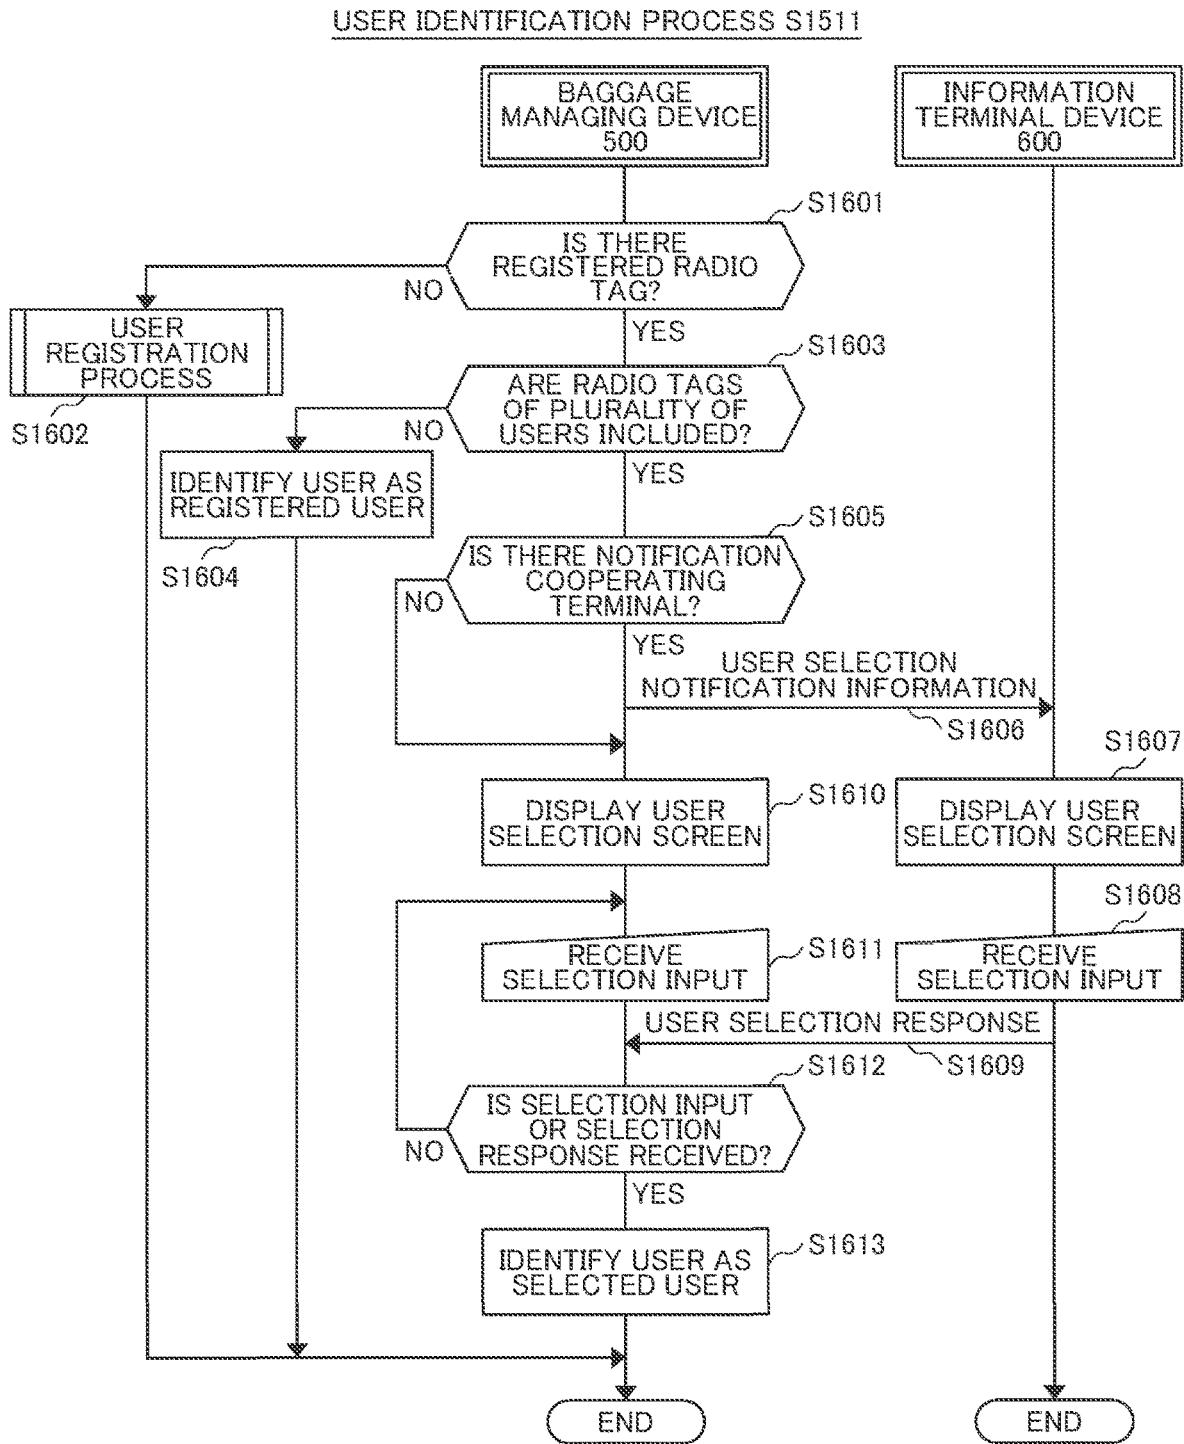 USER IDENTIFICATION PROCESS S1511
BAGGAGE
MANAGING DEVICE
500
INFORMATION
TERMINAL DEVICE
600
S1601
IS THERE
REGISTERED RADIO
TAG?
NO
YES
USER
REGISTRATION
PROCESS
S1602
S1603
ARE RADIO TAGS
OF PLURALITY OF
USERS INCLUDED?
NO
YES
IDENTIFY USER AS
REGISTERED USER
S1604
S1605
IS THERE NOTIFICATION
COOPERATING
TERMINAL?
NO
YES
USER SELECTION
NOTIFICATION INFORMATION
S1606
S1607
DISPLAY USER
SELECTION SCREEN
S1610
DISPLAY USER
SELECTION SCREEN
S1608
RECEIVE
SELECTION INPUT
S1611
RECEIVE
SELECTION INPUT
USER SELECTION RESPONSE
S1609
S1612
IS SELECTION INPUT
OR SELECTION
RESPONSE RECEIVED?
NO
YES
S1613
IDENTIFY USER AS
SELECTED USER
END
END